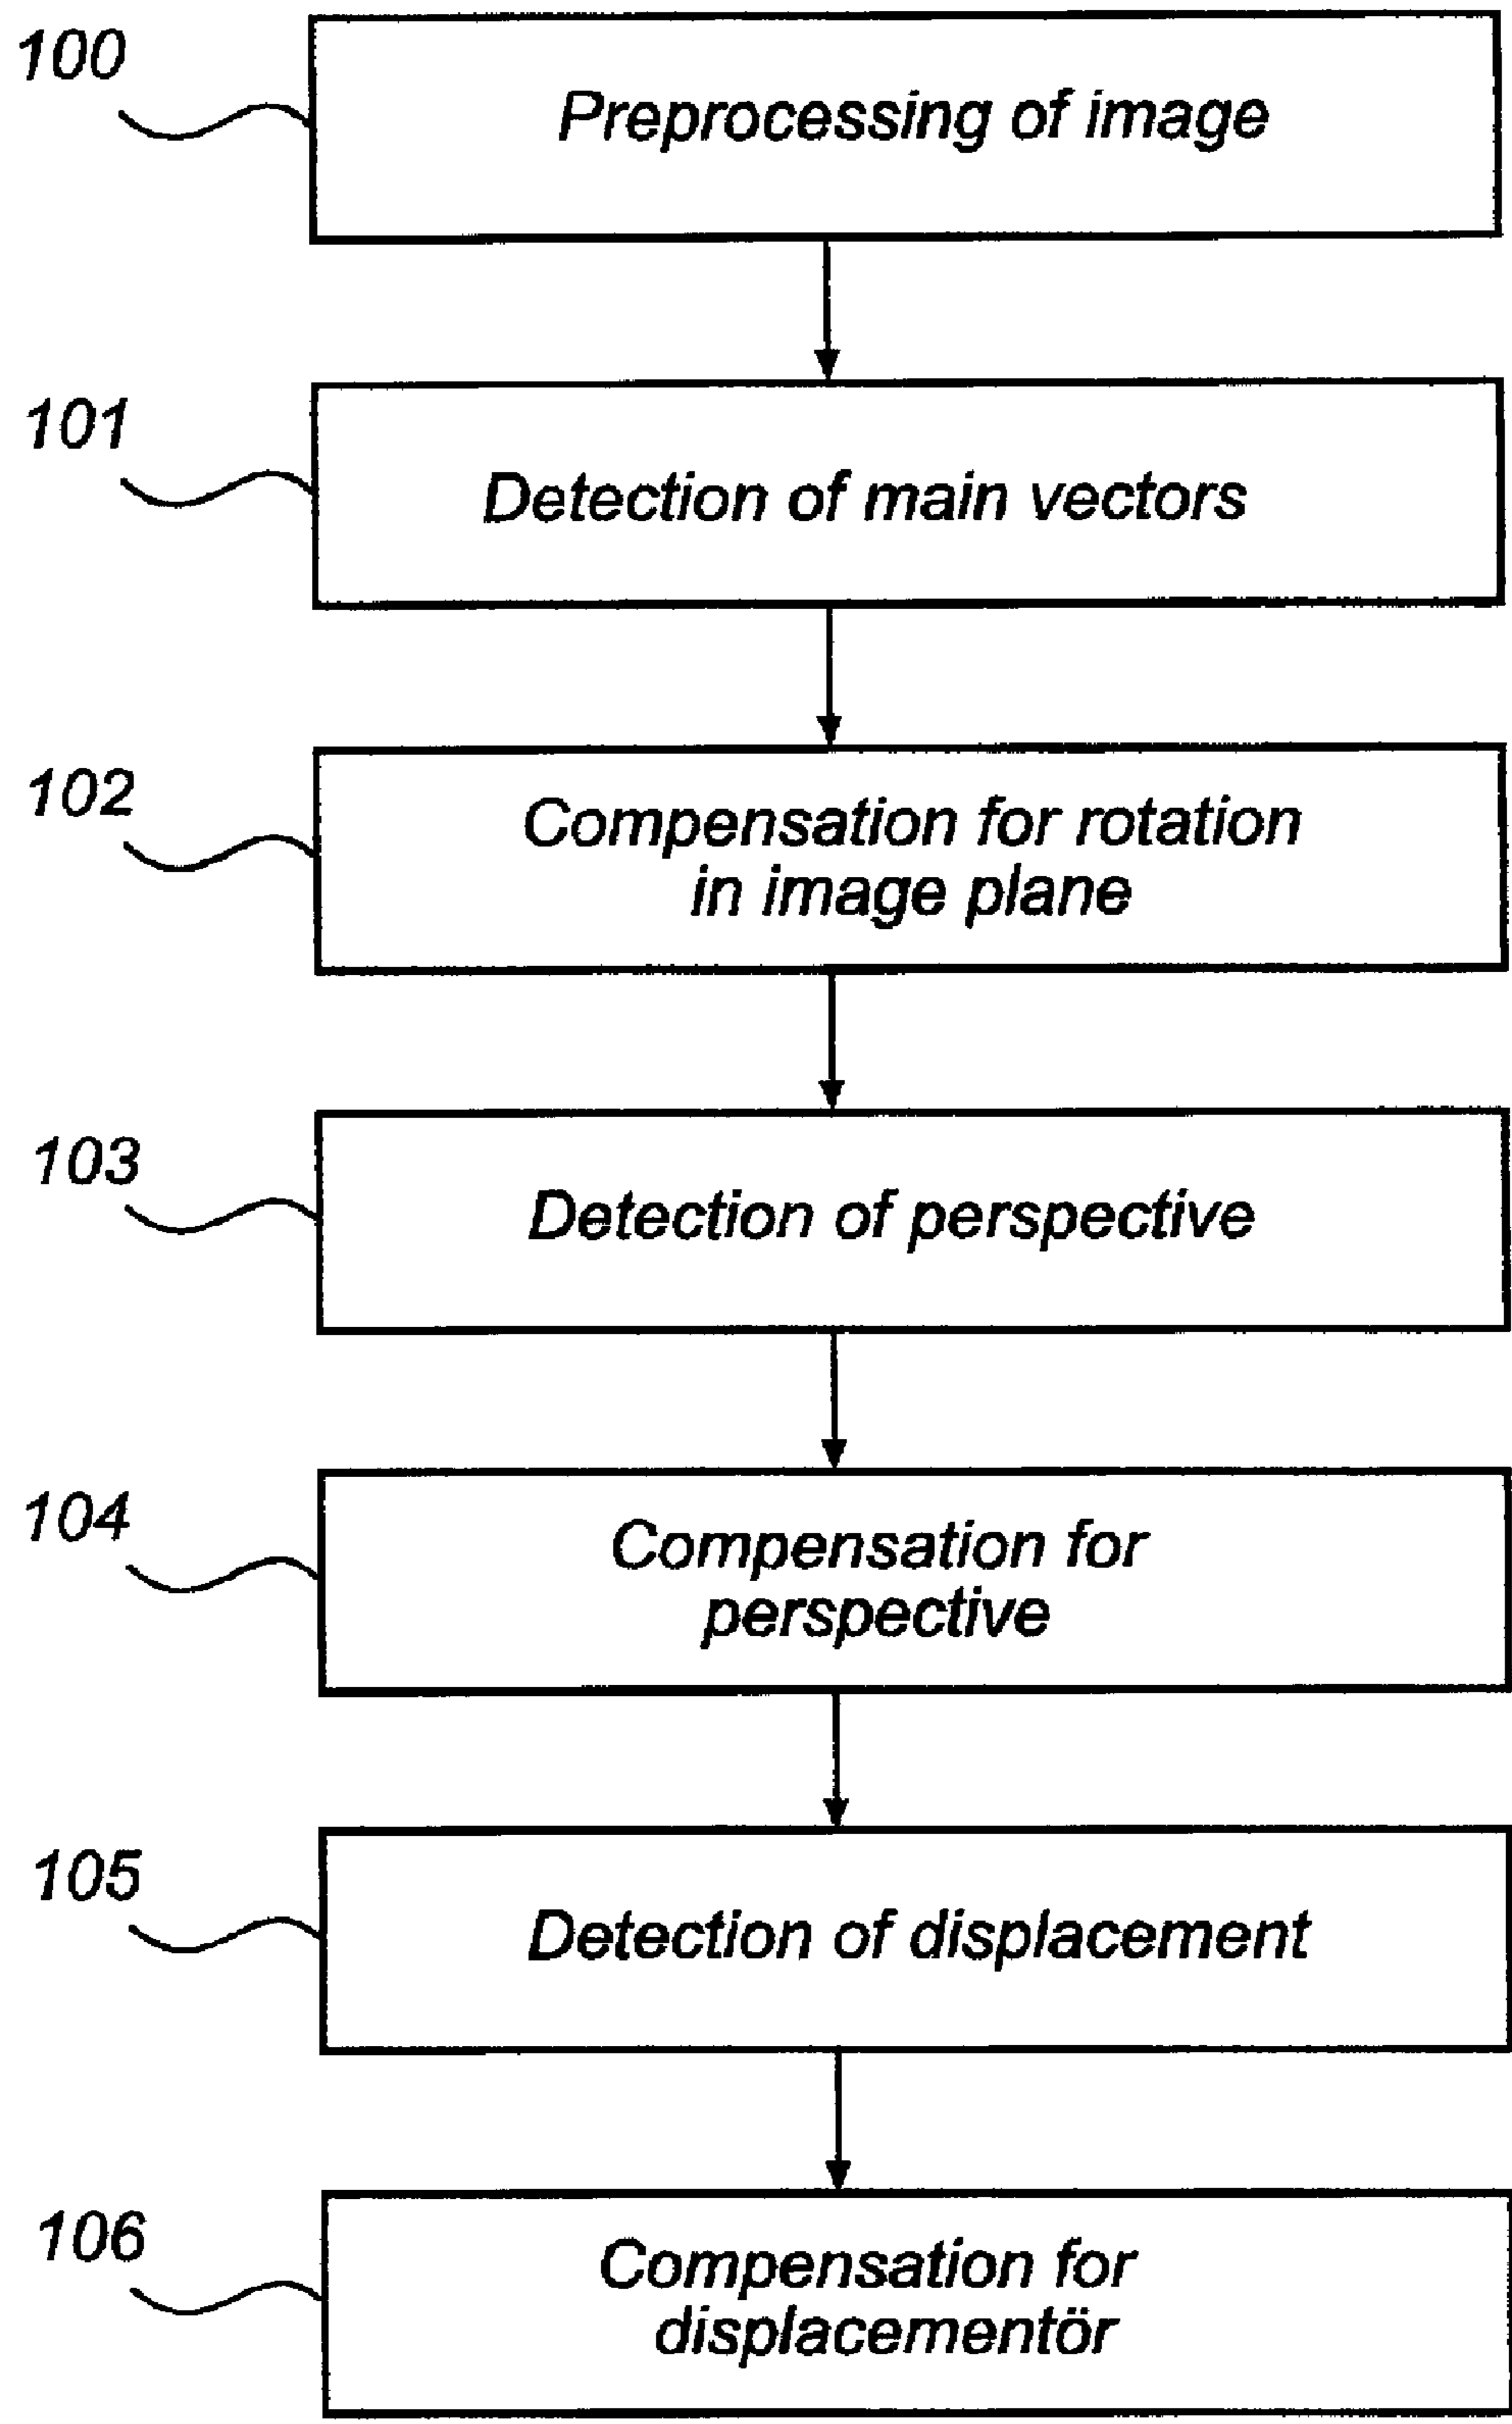 100
Preprocessing of image
101
Detection of main vectors
102
Compensation for rotation
in image plane
103
Detection of perspective
104
Compensation for
perspective
105
Detection of displacement
106
Compensation for
displacementör